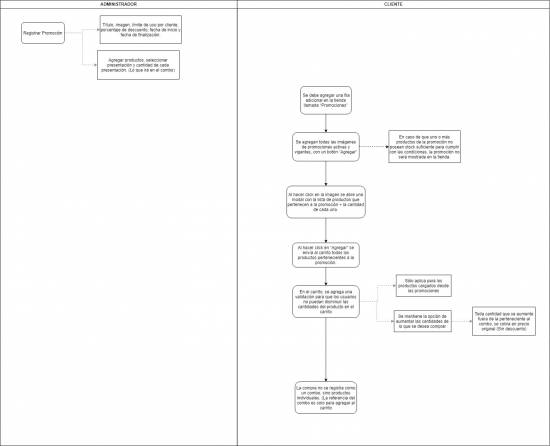 ADMINISTRADOR
CLIENTE
Registrar Promoción
Título, imagen, límite de uso por cliente,
porcentaje de descuento, fecha de inicio y
fecha de finalización.
Agregar productos, seleccionar
presentación y cantidad de cada
presentación. (Lo que irá en el combo)
Se debe agregar una fila
adicional en la tienda
llamada "Promociones"
Se agregan todas las imágenes
de promociones activas y
vigentes, con un botón "Agregar"
En caso de que uno o más
productos de la promoción no
posean stock suficiente para cumplir
con las condiciones, la promoción no
será mostrada en la tienda.
Al hacer click en la imagen se abre una
modal con la lista de productos que
pertenecen a la promoción + la cantidad
de cada uno.
Al hacer click en "Agregar" se
envía al carrito todos los
productos pertenecientes a la
promoción.
En el carrito, se agrega una
validación para que los usuarios
no puedan disminuir las
cantidades del producto en el
carrito.
Sólo aplica para los
productos cargados desde
las promociones
Se mantiene la opción de
aumentar las cantidades de
lo que se desea comprar
Toda cantidad que se aumente
fuera de la perteneciente al
combo, se cobra en precio
original (Sin descuento)
La compra no se registra como
un combo, sino productos
individuales. (La referencia del
combo es solo para agregar al
carrito.